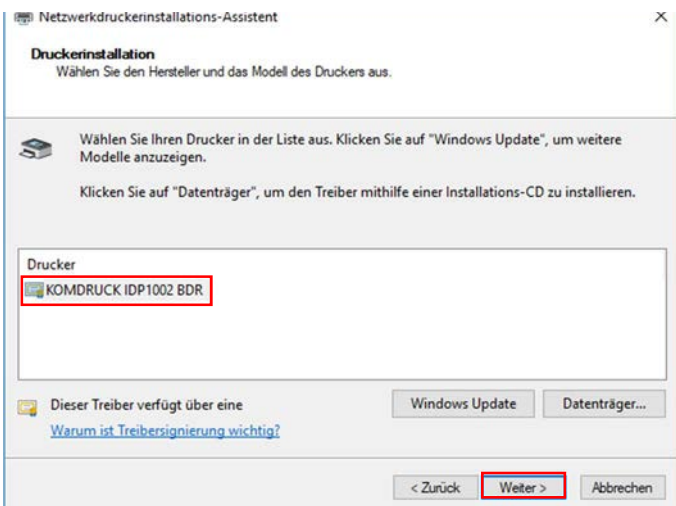 Netzwerkdruckerinstallations-Assistent
Druckerinstallation
Wählen Sie den Hersteller und das Modell des Druckers aus.
Wählen Sie Ihren Drucker in der Liste aus. Klicken Sie auf "Windows Update", um weitere
Modelle anzuzeigen.
Klicken Sie auf "Datenträger", um den Treiber mithilfe einer Installations-CD zu installieren.
Drucker
KOMDRUCK IDP1002 BDR
Dieser Treiber verfügt über eine
Windows Update
Datenträger...
Warum ist Treibersignierung wichtig?
< Zurück
Weiter >
Abbrechen